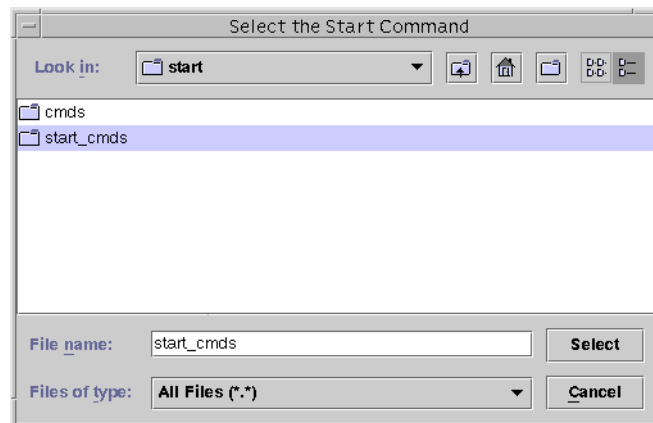 Select the Start Command
Look in: start
cmds
start_cmds
File name: start_cmds Select
Files of type: All Files (*.*) Cancel